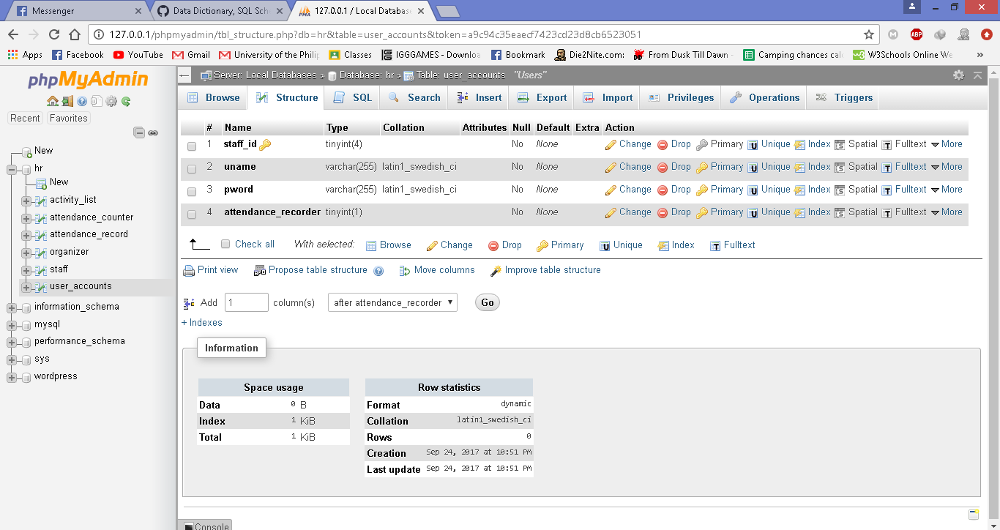 Messenger
Data Dictionary, SQL Sch
127.0.0.1 / Local Databas
127.0.0.1/phpmyadmin/tbl_structure.php?db=hr&table=user_accounts&token=a9c94c35eaecf7423cd23d8cb6523051
ABP
Apps Facebook YouTube Gmail University of the Phili Classes IGGGAMES - Downloa Bookmark Die2Nite.com: From Dusk Till Dawn Camping chances calc W3Schools Online We »
phpMyAdmin
Recent Favorites
New
hr
New
activity_list
attendance_counter
attendance_record
organizer
staff
user_accounts
information_schema
mysql
performance_schema
sys
wordpress
Server: Local Databases » Database: hr » Table: user_accounts "Users"
Browse Structure SQL Search Insert Export Import Privileges Operations Triggers
# Name Type Collation Attributes Null Default Extra Action
1 staff_id tinyint(4) No None Change Drop Primary Unique Index Spatial Fulltext More
2 uname varchar(255) latin1_swedish_ci No None Change Drop Primary Unique Index Spatial Fulltext More
3 pword varchar(255) latin1_swedish_ci No None Change Drop Primary Unique Index Spatial Fulltext More
4 attendance_recorder tinyint(1) No None Change Drop Primary Unique Index Spatial Fulltext More
Check all With selected: Browse Change Drop Primary Unique Index Fulltext
Print view Propose table structure Move columns Improve table structure
Add 1 column(s) after attendance_recorder Go
+ Indexes
Information
Space usage
Data 0 B
Index 1 KiB
Total 1 KiB
Row statistics
Format dynamic
Collation latin1_swedish_ci
Rows 0
Creation Sep 24, 2017 at 10:51 PM
Last update Sep 24, 2017 at 10:51 PM
Console